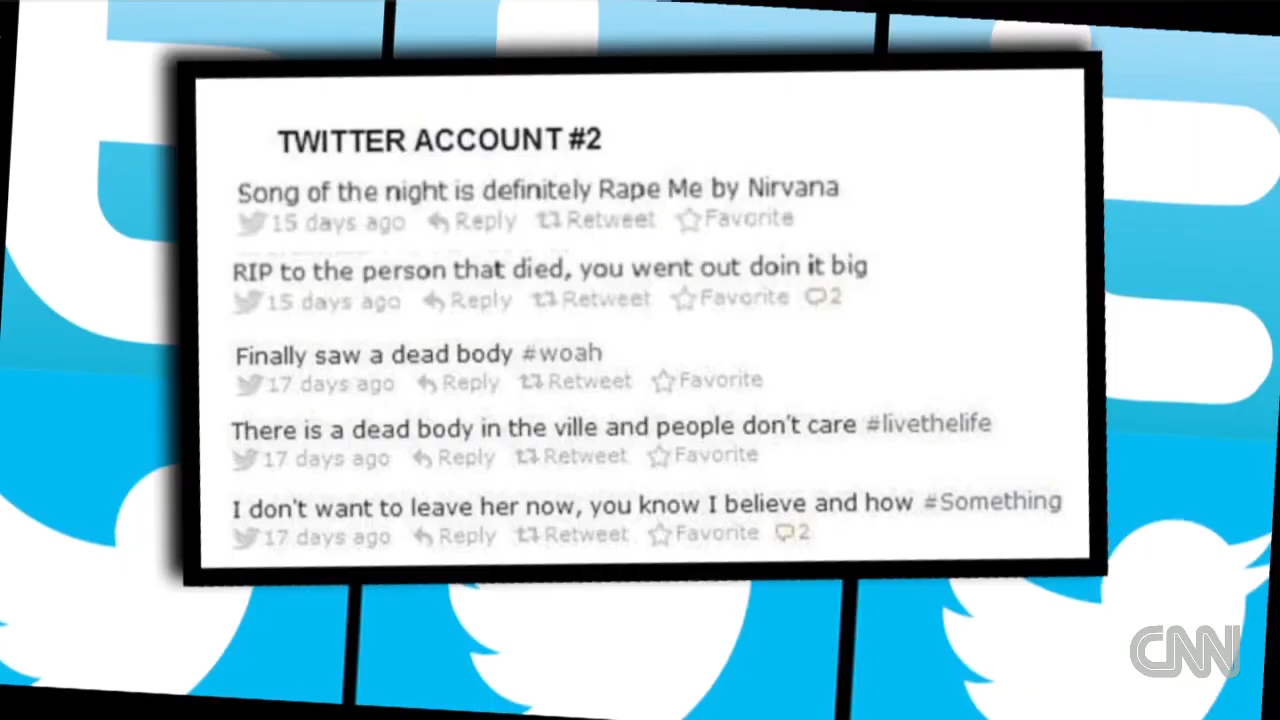 TWITTER ACCOUNT #2
Song of the night is definitely Rape Me by Nirvana
15 days ago Reply Retweet Favorite
RIP to the person that died, you went out doin it big
15 days ago Reply Retweet Favorite 2
Finally saw a dead body #woah
17 days ago Reply Retweet Favorite
There is a dead body in the ville and people don't care #livethelife
17 days ago Reply Retweet Favorite
I don't want to leave her now, you know I believe and how #Something
17 days ago Reply Retweet Favorite 2
CNN